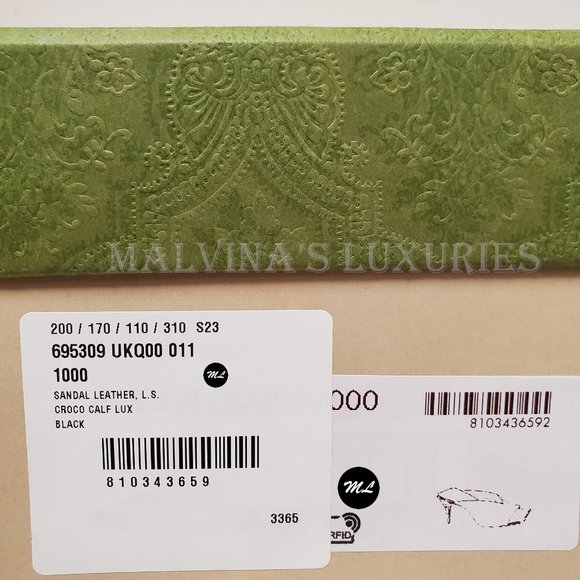 MALVINA'S LUXURIES
200 / 170 / 110 / 310 S23
695309 UKQ00 011
1000
ML
SANDAL LEATHER, L.S.
CROCO CALF LUX
BLACK
810343659
3365
000
8103436592
ML
RFID